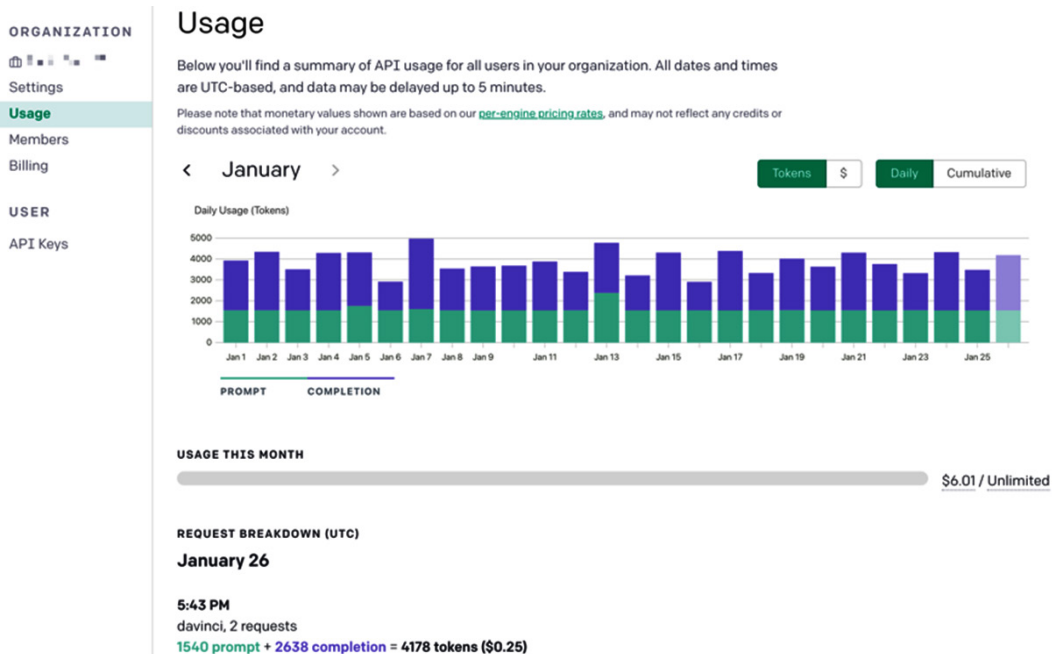 ORGANIZATION
Settings
Usage
Members
Billing
USER
API Keys
Usage
Below you'll find a summary of API usage for all users in your organization. All dates and times
are UTC-based, and data may be delayed up to 5 minutes.
Please note that monetary values shown are based on our per-engine pricing rates, and may not reflect any credits or
discounts associated with your account.
January
Tokens $ Daily Cumulative
Daily Usage (Tokens)
5000
4000
3000
2000
1000
0
Jan 1 Jan 2 Jan 3 Jan 4 Jan 5 Jan 6 Jan 7 Jan 8 Jan 9 Jan 11 Jan 13 Jan 15 Jan 17 Jan 19 Jan 21 Jan 23 Jan 25
PROMPT COMPLETION
USAGE THIS MONTH
$6.01 / Unlimited
REQUEST BREAKDOWN (UTC)
January 26
5:43 PM
davinci, 2 requests
1540 prompt + 2638 completion = 4178 tokens ($0.25)